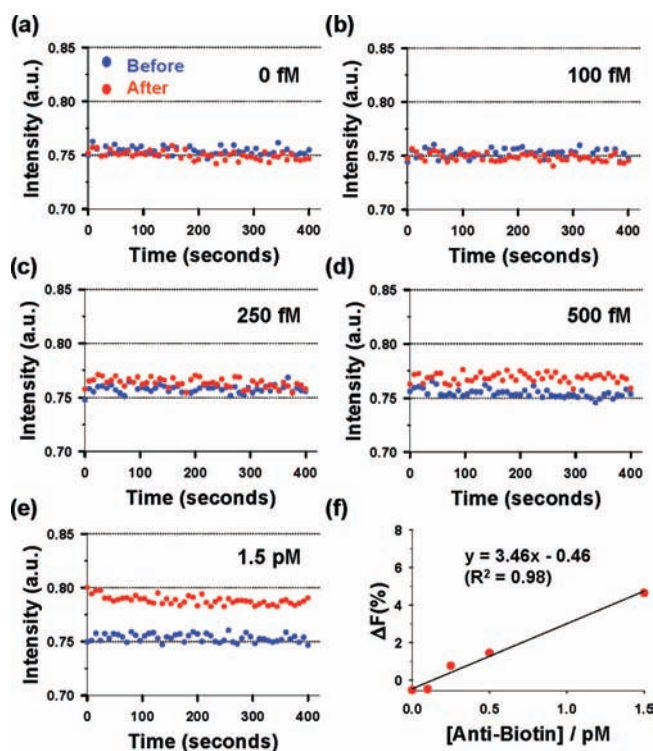 (a)
0.85
0.80
0.75
0.70
Intensity (a.u.)
Before
After
0 fM
0 100 200 300 400
Time (seconds)
(b)
0.85
0.80
0.75
0.70
Intensity (a.u.)
100 fM
0 100 200 300 400
Time (seconds)
(c)
0.85
0.80
0.75
0.70
Intensity (a.u.)
250 fM
0 100 200 300 400
Time (seconds)
(d)
0.85
0.80
0.75
0.70
Intensity (a.u.)
500 fM
0 100 200 300 400
Time (seconds)
(e)
0.85
0.80
0.75
0.70
Intensity (a.u.)
1.5 pM
0 100 200 300 400
Time (seconds)
(f)
8
6
4
2
0
ΔF(%)
y = 3.46x - 0.46
(R² = 0.98)
0.0 0.5 1.0 1.5
[Anti-Biotin] / pM